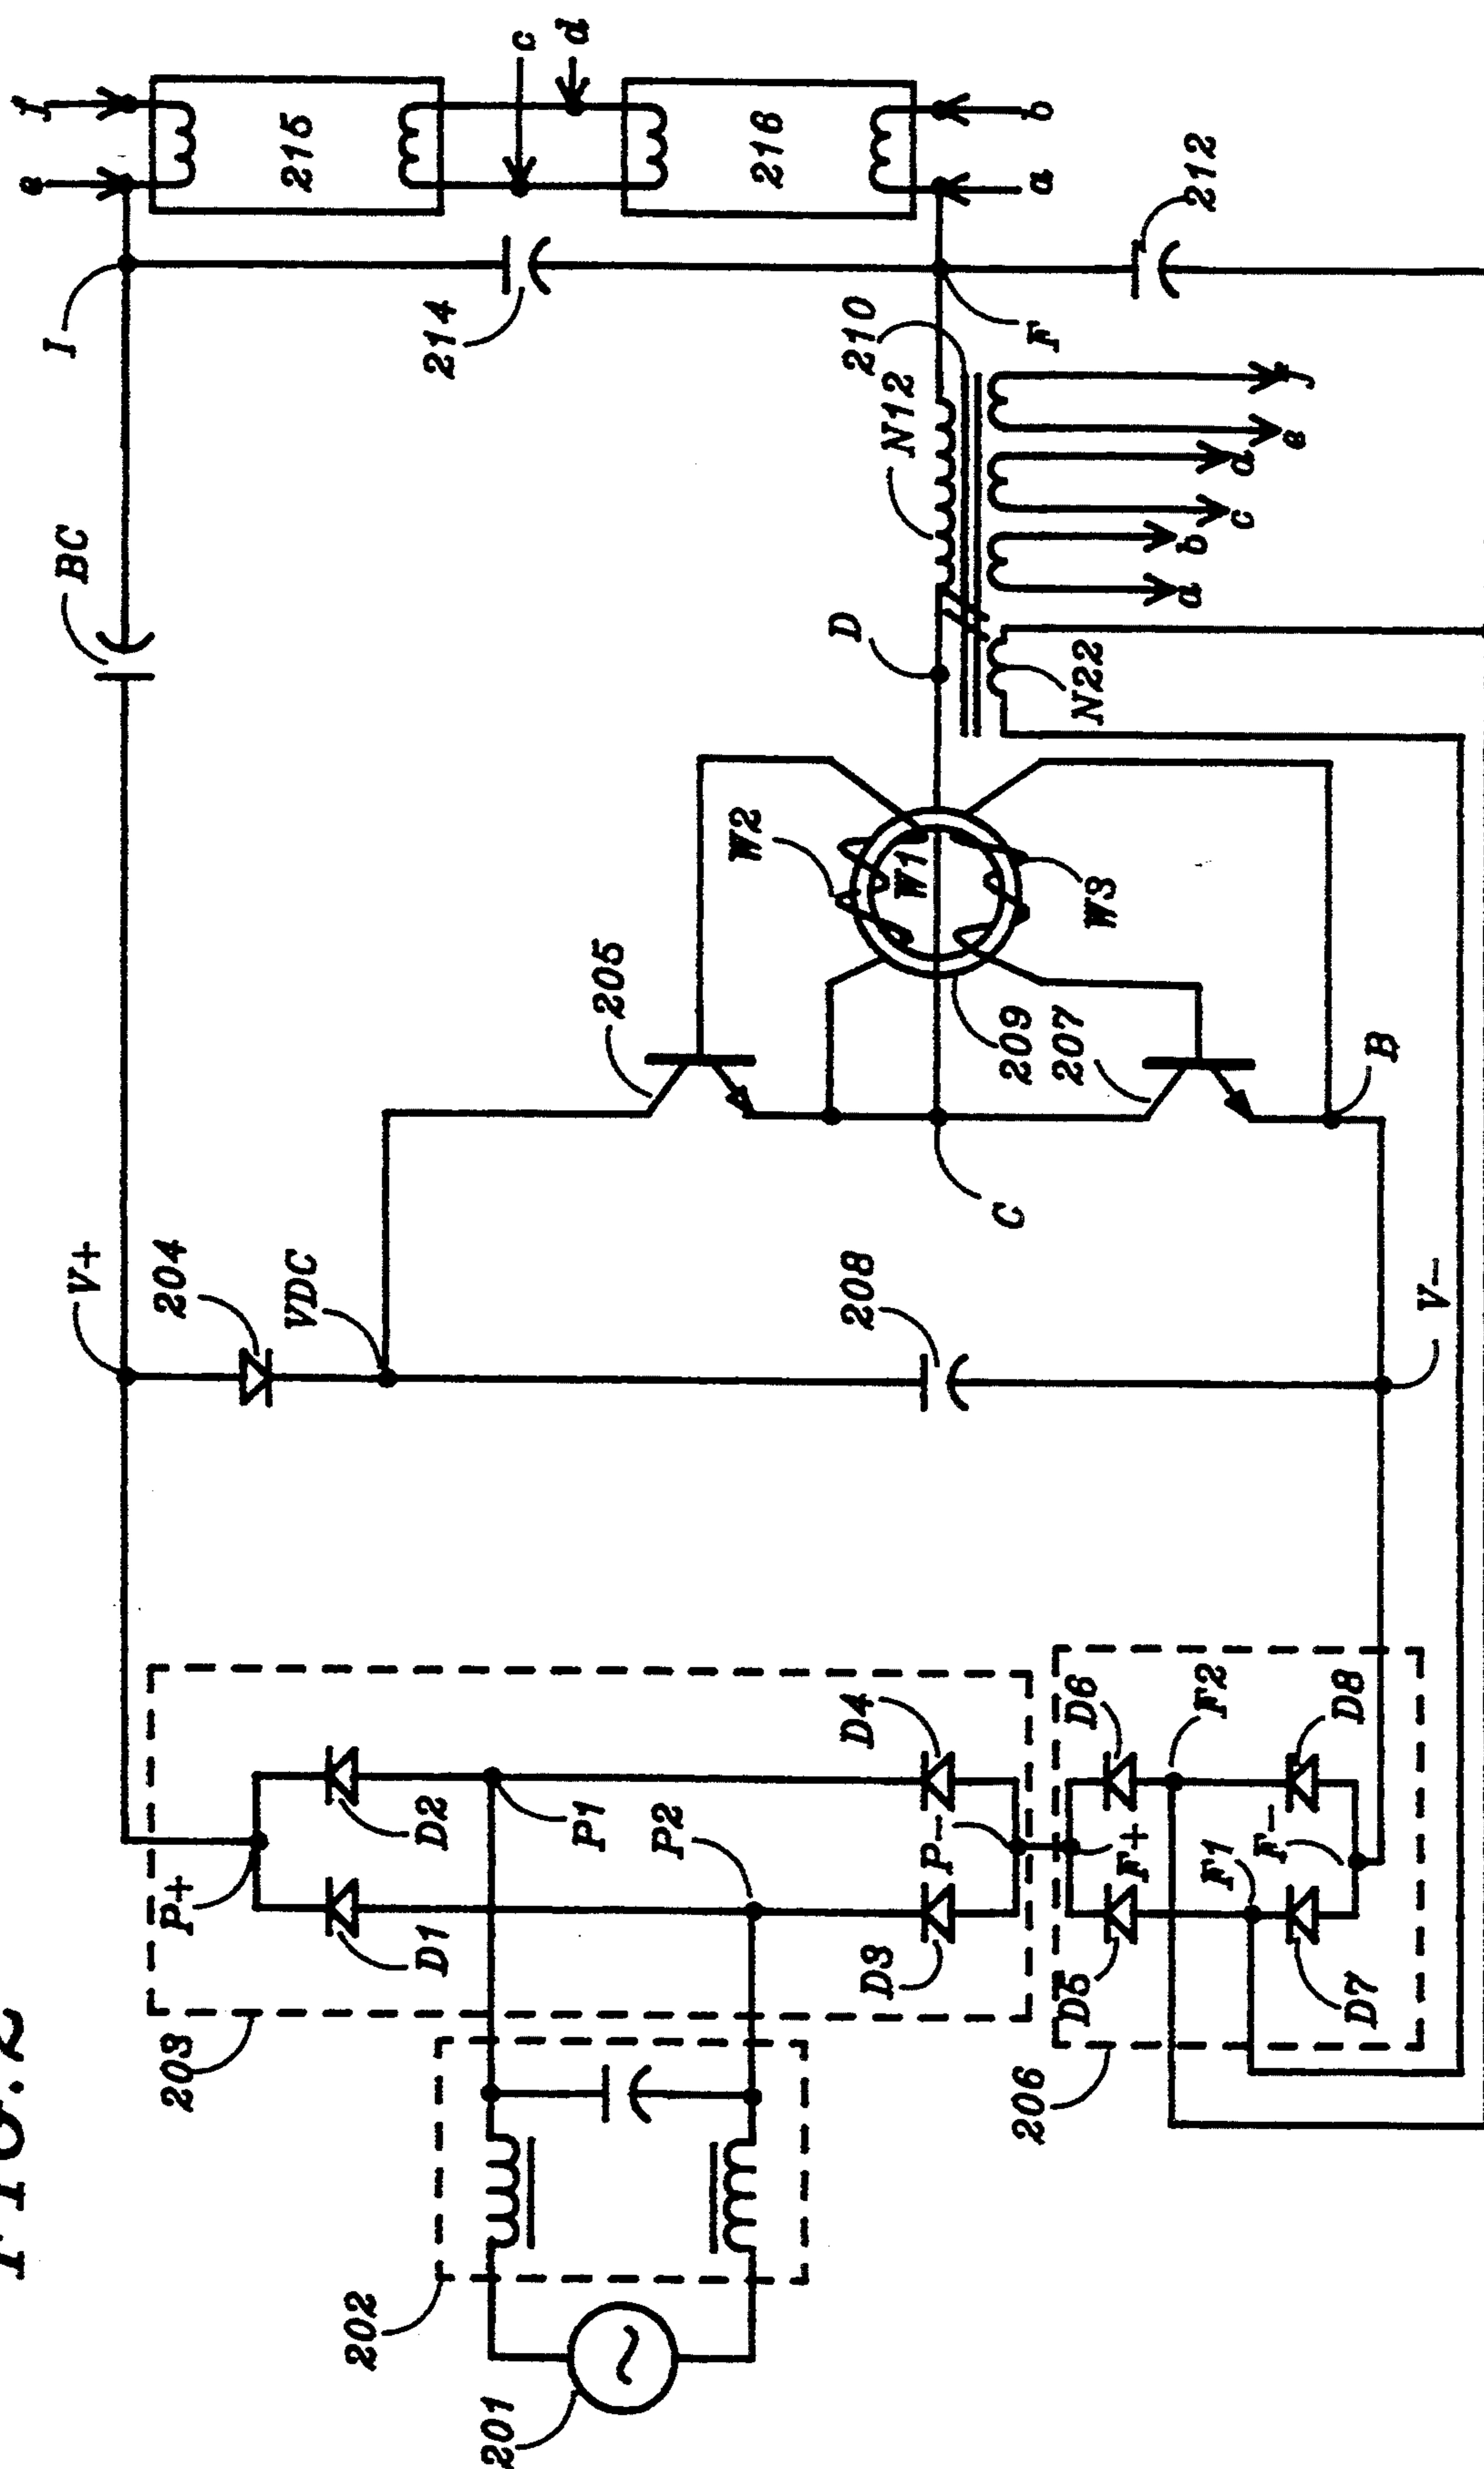 FIG.2
f
e
I
215
c
d
216
b
a
212
BC
214
210
F
N12
f
e
d
c
b
a
D
N22
W2
W1
W3
205
209
207
B
C
V+
204
VDC
208
V-
P+
D2
D1
P1
P2
D4
P-
D3
203
D6
F2
D8
F+
F1
F-
D5
D7
206
202
201